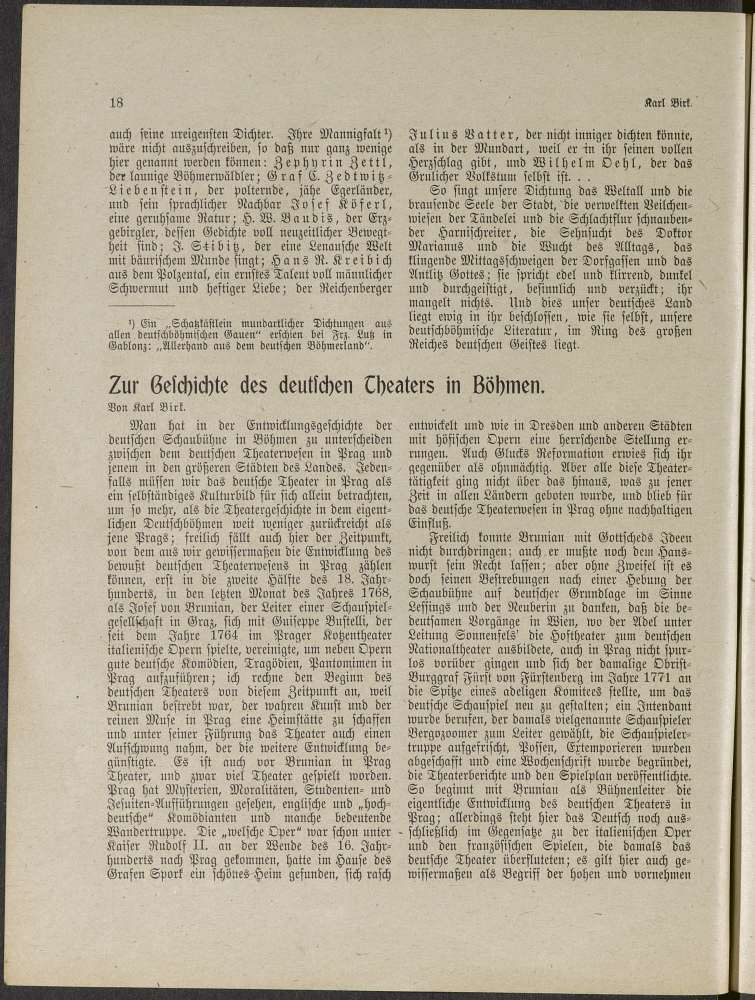 18
Karl Birk.
auch seine ureigensten Dichter. Ihre Mannigfalt ¹)
wäre nicht auszuschreiben, so daß nur ganz wenige
hier genannt werden können: Zephyrin Zettl,
der launige Böhmerwäldler; Graf C. Zedtwitz-
Liebenstein, der polternde, jähe Egerländer,
und sein sprachlicher Nachbar Josef Köferl,
eine geruhsame Natur; H. W. Baudis, der Erz-
gebirgler, dessen Gedichte voll neuzeitlicher Bewegt-
heit sind; J. Stibitz, der eine Lenausche Welt
mit bäurischem Munde singt; Hans R. Kreibich
aus dem Polzental, ein ernstes Talent voll männlicher
Schwermut und heftiger Liebe; der Reichenberger
¹) Ein „Schatzkästlein mundartlicher Dichtungen aus
allen deutschböhmischen Gauen“ erschien bei Frz. Lutz in
Gablonz: „Allerhand aus dem deutschen Böhmerland“.
Julius Vatter, der nicht inniger dichten könnte,
als in der Mundart, weil er in ihr seinen vollen
Herzschlag gibt, und Wilhelm Oehl, der das
Grulicher Volkstum selbst ist. . .
So singt unsere Dichtung das Weltall und die
brausende Seele der Stadt, die verwelkten Veilchen-
wiesen der Tändelei und die Schlachtflur schnauben-
der Harnischreiter, die Sehnsucht des Doktor
Marianus und die Wucht des Alltags, das
klingende Mittagsschweigen der Dorfgassen und das
Antlitz Gottes; sie spricht edel und klirrend, dunkel
und durchgeistigt, besinnlich und verzückt; ihr
mangelt nichts. Und dies unser deutsches Land
liegt ewig in ihr beschlossen, wie sie selbst, unsere
deutschböhmische Literatur, im Ring des großen
Reiches deutschen Geistes liegt.
Zur Geschichte des deutschen Theaters in Böhmen.
Von Karl Birk.
Man hat in der Entwicklungsgeschichte der
deutschen Schaubühne in Böhmen zu unterscheiden
zwischen dem deutschen Theaterwesen in Prag und
jenem in den größeren Städten des Landes. Jeden-
falls müssen wir das deutsche Theater in Prag als
ein selbständiges Kulturbild für sich allein betrachten,
um so mehr, als die Theatergeschichte in dem eigent-
lichen Deutschböhmen weit weniger zurückreicht als
jene Prags; freilich fällt auch hier der Zeitpunkt,
von dem aus wir gewissermaßen die Entwicklung des
bewußt deutschen Theaterwesens in Prag zählen
können, erst in die zweite Hälfte des 18. Jahr-
hunderts, in den letzten Monat des Jahres 1768,
als Josef von Brunian, der Leiter einer Schauspiel-
gesellschaft in Graz, sich mit Guiseppe Bustelli, der
seit dem Jahre 1764 im Prager Kotzentheater
italienische Opern spielte, vereinigte, um neben Opern
gute deutsche Komödien, Tragödien, Pantomimen in
Prag aufzuführen; ich rechne den Beginn des
deutschen Theaters von diesem Zeitpunkt an, weil
Brunian bestrebt war, der wahren Kunst und der
reinen Muse in Prag eine Heimstätte zu schaffen
und unter seiner Führung das Theater auch einen
Aufschwung nahm, der die weitere Entwicklung be-
günstigte. Es ist auch vor Brunian in Prag
Theater, und zwar viel Theater gespielt worden.
Prag hat Mysterien, Moralitäten, Studenten- und
Jesuiten-Aufführungen gesehen, englische und „hoch-
deutsche“ Komödianten und manche bedeutende
Wandertruppe. Die „welsche Oper“ war schon unter
Kaiser Rudolf II. an der Wende des 16. Jahr-
hunderts nach Prag gekommen, hatte im Hause des
Grafen Spork ein schönes Heim gefunden, sich rasch
entwickelt und wie in Dresden und anderen Städten
mit höfischen Opern eine herrschende Stellung er-
rungen. Auch Glucks Reformation erwies sich ihr
gegenüber als ohnmächtig. Aber alle diese Theater-
tätigkeit ging nicht über das hinaus, was zu jener
Zeit in allen Ländern geboten wurde, und blieb für
das deutsche Theaterwesen in Prag ohne nachhaltigen
Einfluß.
Freilich konnte Brunian mit Gottscheds Ideen
nicht durchdringen; auch er mußte noch dem Hans-
wurst sein Recht lassen; aber ohne Zweifel ist es
doch seinen Bestrebungen nach einer Hebung der
Schaubühne auf deutscher Grundlage im Sinne
Lessings und der Neuberin zu danken, daß die be-
deutsamen Vorgänge in Wien, wo der Adel unter
Leitung Sonnenfels' die Hoftheater zum deutschen
Nationaltheater ausbildete, auch in Prag nicht spur-
los vorüber gingen und sich der damalige Obrist-
Burggraf Fürst von Fürstenberg im Jahre 1771 an
die Spitze eines adeligen Komitees stellte, um das
deutsche Schauspiel neu zu gestalten; ein Intendant
wurde berufen, der damals vielgenannte Schauspieler
Bergopzoomer zum Leiter gewählt, die Schauspieler-
truppe aufgefrischt, Possen, Extemporieren wurden
abgeschafft und eine Wochenschrift wurde begründet,
die Theaterberichte und den Spielplan veröffentlichte.
So beginnt mit Brunian als Bühnenleiter die
eigentliche Entwicklung des deutschen Theaters in
Prag; allerdings steht hier das Deutsch noch aus-
schließlich im Gegensatze zu der italienischen Oper
und den französischen Spielen, die damals das
deutsche Theater überfluteten; es gilt hier auch ge-
wissermaßen als Begriff der hohen und vornehmen